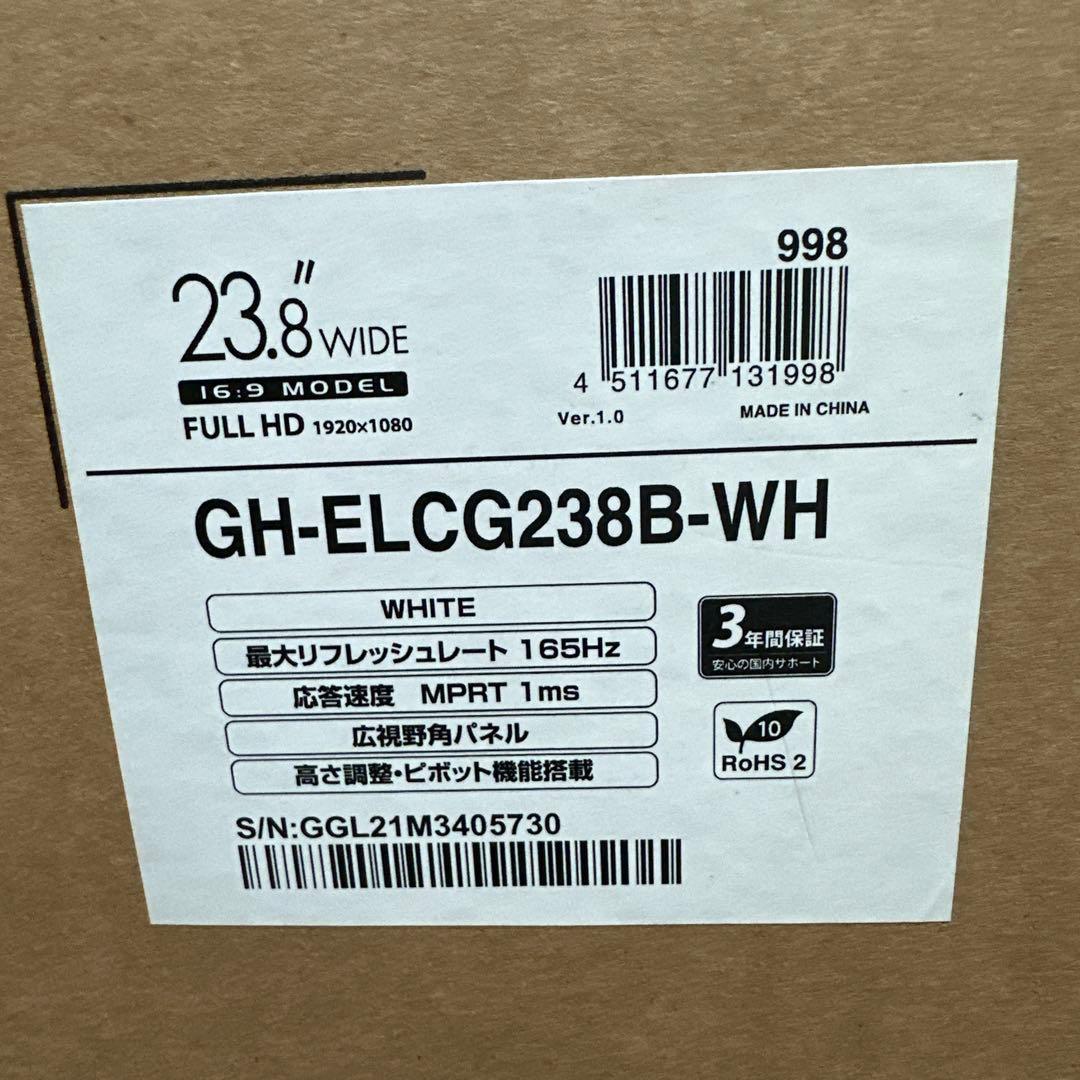 23.8" WIDE
16:9 MODEL
FULL HD 1920×1080
998
4 511677 131998
Ver.1.0
MADE IN CHINA
GH-ELCG238B-WH
WHITE
最大リフレッシュレート 165Hz
応答速度 MPRT 1ms
広視野角パネル
高さ調整・ピボット機能搭載
3年間保証
安心の国内サポート
10
RoHS 2
S/N:GGL21M3405730